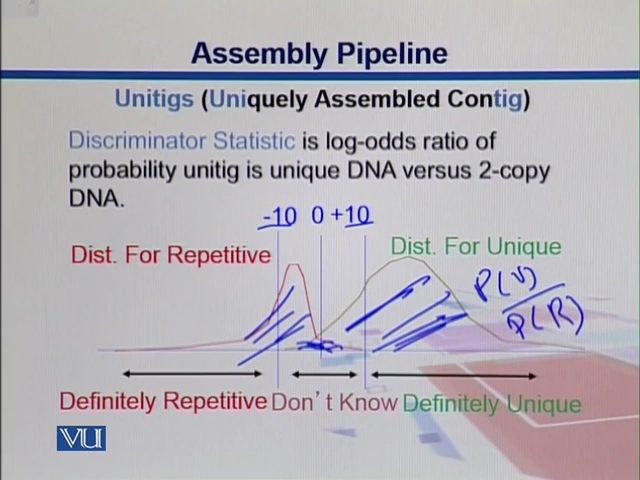 Assembly Pipeline
Unitigs (Uniquely Assembled Contig)
Discriminator Statistic is log-odds ratio of
probability unitig is unique DNA versus 2-copy
DNA.
-10 0 +10
Dist. For Repetitive Dist. For Unique
P(U)
P(R)
Definitely Repetitive Don't Know Definitely Unique
VU